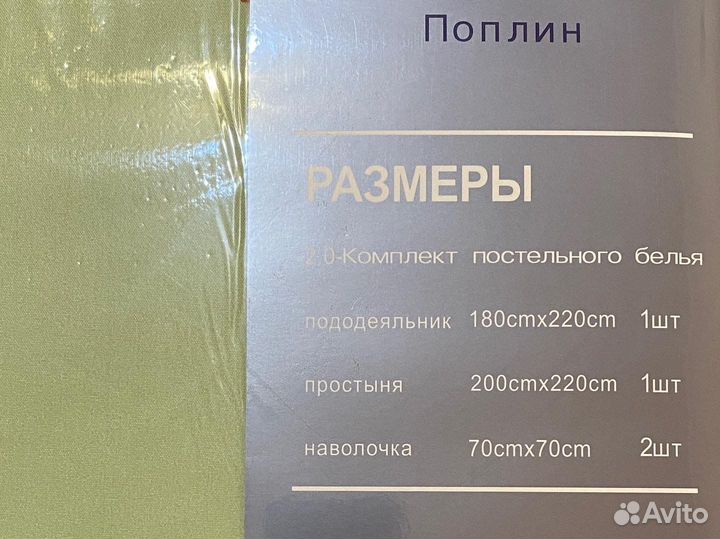 Поплин
РАЗМЕРЫ
2,0-Комплект постельного белья
пододеяльник 180cmx220cm 1шт
простыня 200cmx220cm 1шт
наволочка 70cmx70cm 2шт
Avito